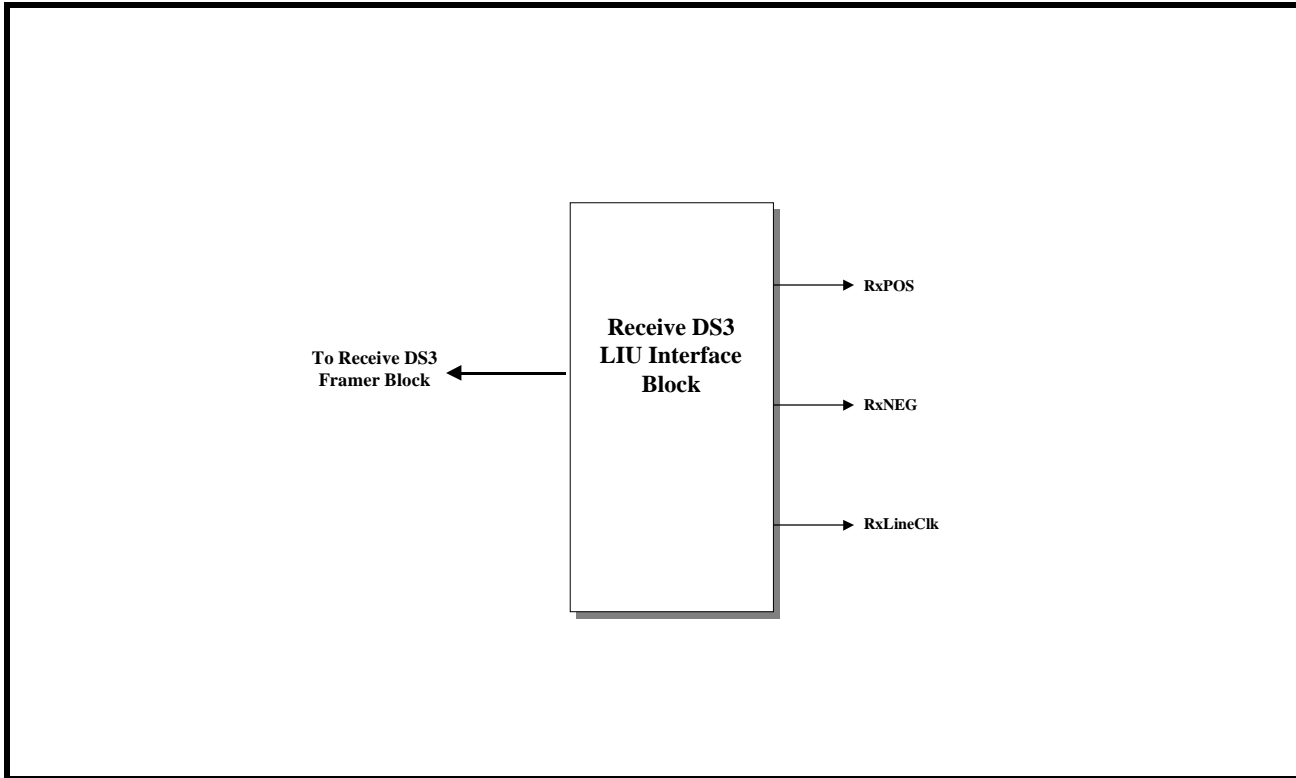 To Receive DS3
Framer Block
Receive DS3
LIU Interface
Block
RxPOS
RxNEG
RxLineClk